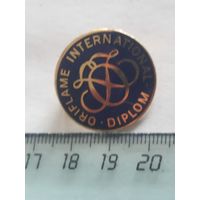 ORIFLAME INTERNATIONAL
· DIPLOM ·
17 18 19 20